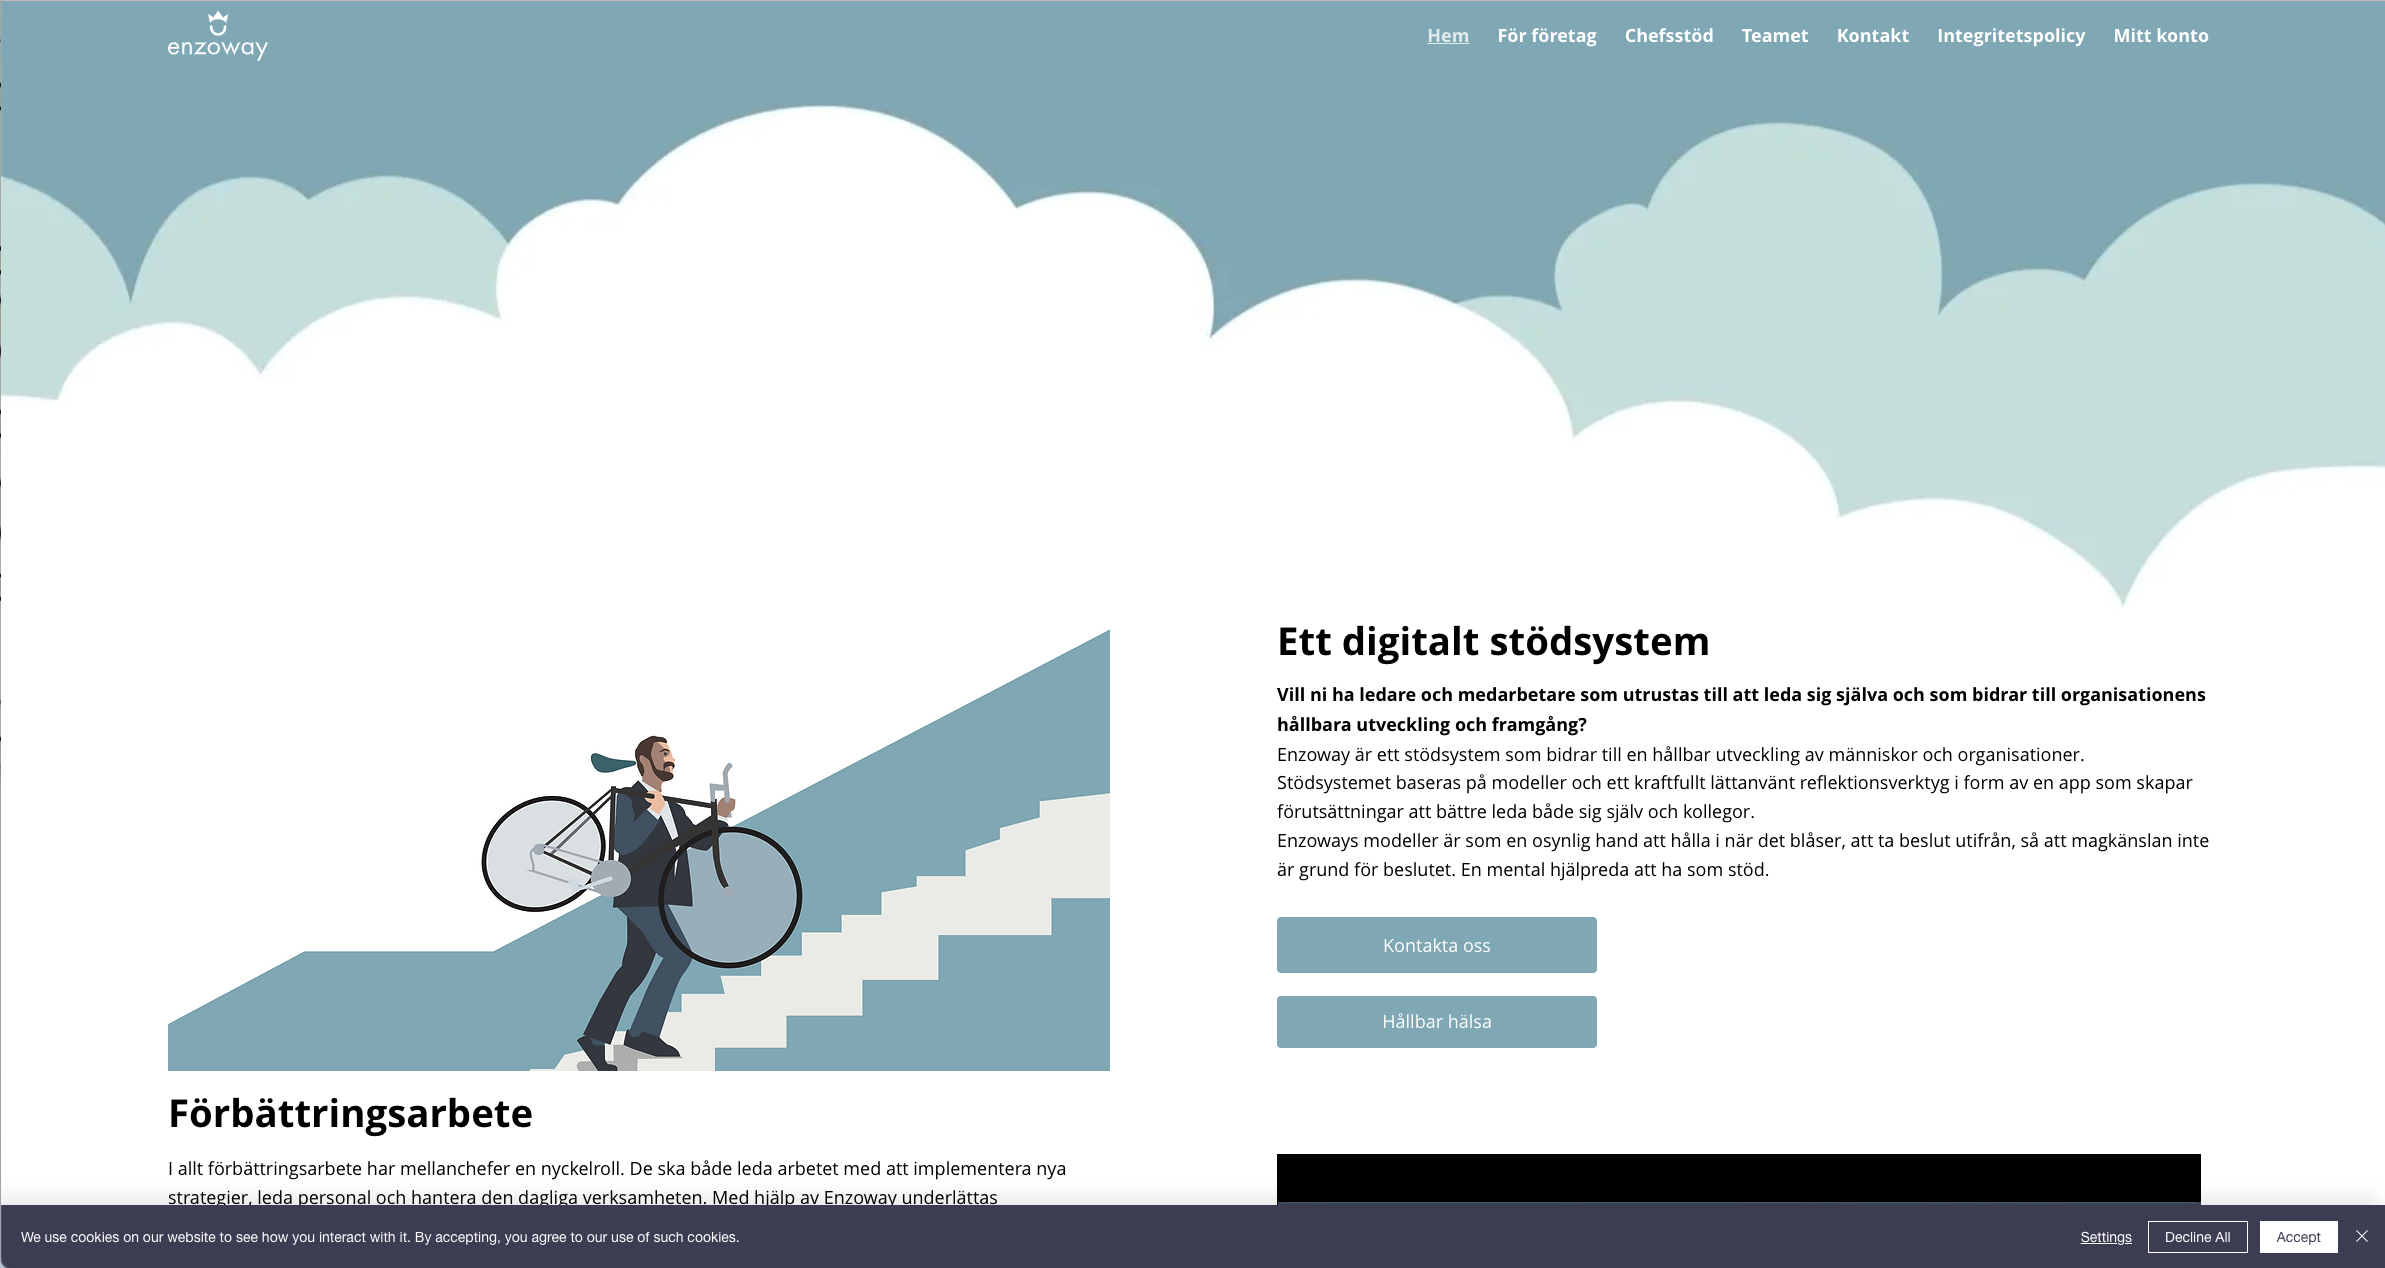 enzoway
Hem För företag Chefsstöd Teamet Kontakt Integritetspolicy Mitt konto
Ett digitalt stödsystem
Vill ni ha ledare och medarbetare som utrustas till att leda sig själva och som bidrar till organisationens
hållbara utveckling och framgång?
Enzoway är ett stödsystem som bidrar till en hållbar utveckling av människor och organisationer.
Stödsystemet baseras på modeller och ett kraftfullt lättanvänt reflektionsverktyg i form av en app som skapar
förutsättningar att bättre leda både sig själv och kollegor.
Enzoways modeller är som en osynlig hand att hålla i när det blåser, att ta beslut utifrån, så att magkänslan inte
är grund för beslutet. En mental hjälpreda att ha som stöd.
Kontakta oss
Hållbar hälsa
Förbättringsarbete
I allt förbättringsarbete har mellanchefer en nyckelroll. De ska både leda arbetet med att implementera nya
strategier, leda personal och hantera den dagliga verksamheten. Med hjälp av Enzoway underlättas
We use cookies on our website to see how you interact with it. By accepting, you agree to our use of such cookies.
Settings Decline All Accept